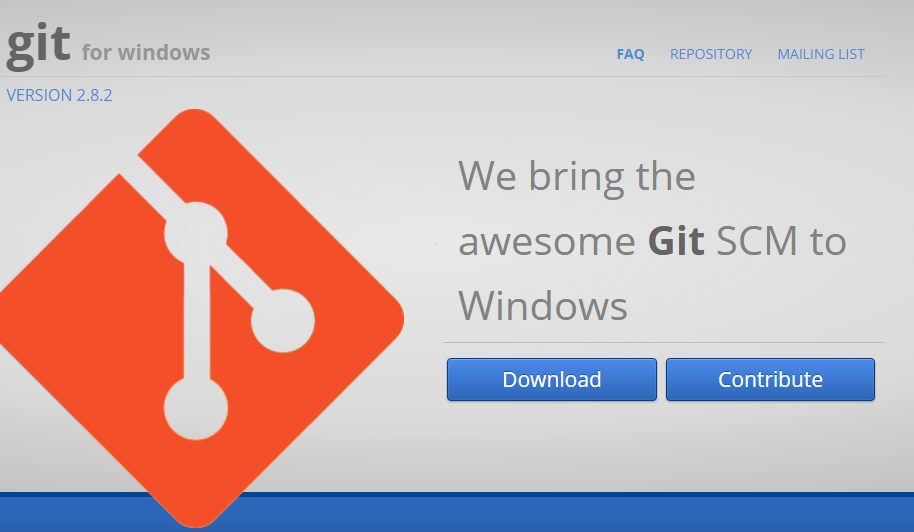 git for windows
FAQ REPOSITORY MAILING LIST
VERSION 2.8.2
We bring the
awesome Git SCM to
Windows
Download Contribute